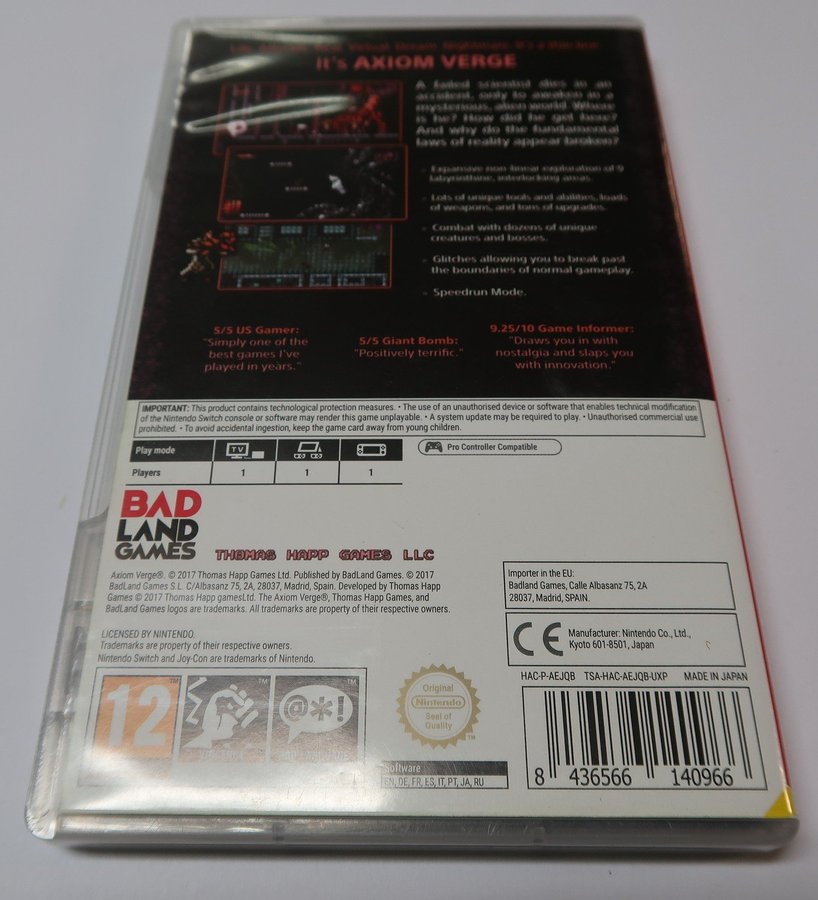 It's AXIOM VERGE
A failed scientist dies in an
accident, only to awaken in a
mysterious, alien world. Where
is he? How did he get here?
And why do the fundamental
laws of reality appear broken?
- Expansive non-linear exploration of 9
labyrinthine, interlocking areas.
- Lots of unique tools and abilities, loads
of weapons, and tons of upgrades.
- Combat with dozens of unique
creatures and bosses.
- Glitches allowing you to break past
the boundaries of normal gameplay.
- Speedrun Mode.
5/5 US Gamer:
"Simply one of the
best games I've
played in years."
5/5 Giant Bomb:
"Positively terrific."
9.25/10 Game Informer:
"Draws you in with
nostalgia and slaps you
with innovation."
IMPORTANT: This product contains technological protection measures. • The use of an unauthorised device or software that enables technical modification
of the Nintendo Switch console or software may render this game unplayable. • A system update may be required to play. • Unauthorised commercial use
prohibited. • To avoid accidental ingestion, keep the game card away from young children.
Play mode TV
Players 1 1 1
Pro Controller Compatible
BAD
LAND
GAMES
THOMAS HAPP GAMES LLC
Axiom Verge®. © 2017 Thomas Happ Games Ltd. Published by BadLand Games. © 2017
BadLand Games S.L. C/Albasanz 75, 2A, 28037, Madrid, Spain. Developed by Thomas Happ
Games © 2017 Thomas Happ gamesLtd. The Axiom Verge®, Thomas Happ Games, and
BadLand Games logos are trademarks. All trademarks are property of their respective owners.
LICENSED BY NINTENDO.
Trademarks are property of their respective owners.
Nintendo Switch and Joy-Con are trademarks of Nintendo.
Importer in the EU:
Badland Games, Calle Albasanz 75, 2A
28037, Madrid, SPAIN.
CE Manufacturer: Nintendo Co., Ltd.,
Kyoto 601-8501, Japan
HAC-P-AEJQB TSA-HAC-AEJQB-UXP MADE IN JAPAN
12
@*!
Original
Nintendo
Seal of
Quality
TM
Software
EN, DE, FR, ES, IT, PT, JA, RU
8 436566 140966